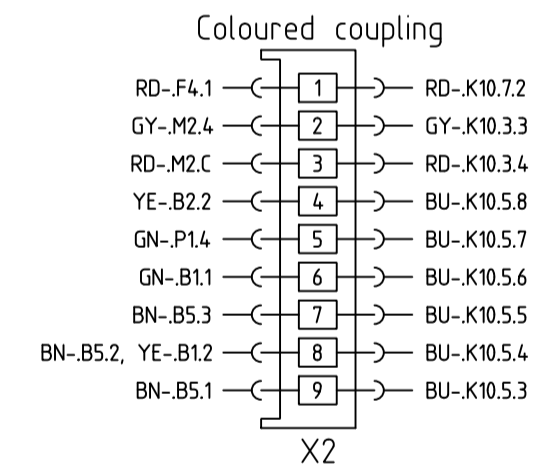 Coloured coupling
RD-.F4.1 1 RD-.K10.7.2
GY-.M2.4 2 GY-.K10.3.3
RD-.M2.C 3 RD-.K10.3.4
YE-.B2.2 4 BU-.K10.5.8
GN-.P1.4 5 BU-.K10.5.7
GN-.B1.1 6 BU-.K10.5.6
BN-.B5.3 7 BU-.K10.5.5
BN-.B5.2, YE-.B1.2 8 BU-.K10.5.4
BN-.B5.1 9 BU-.K10.5.3
X2